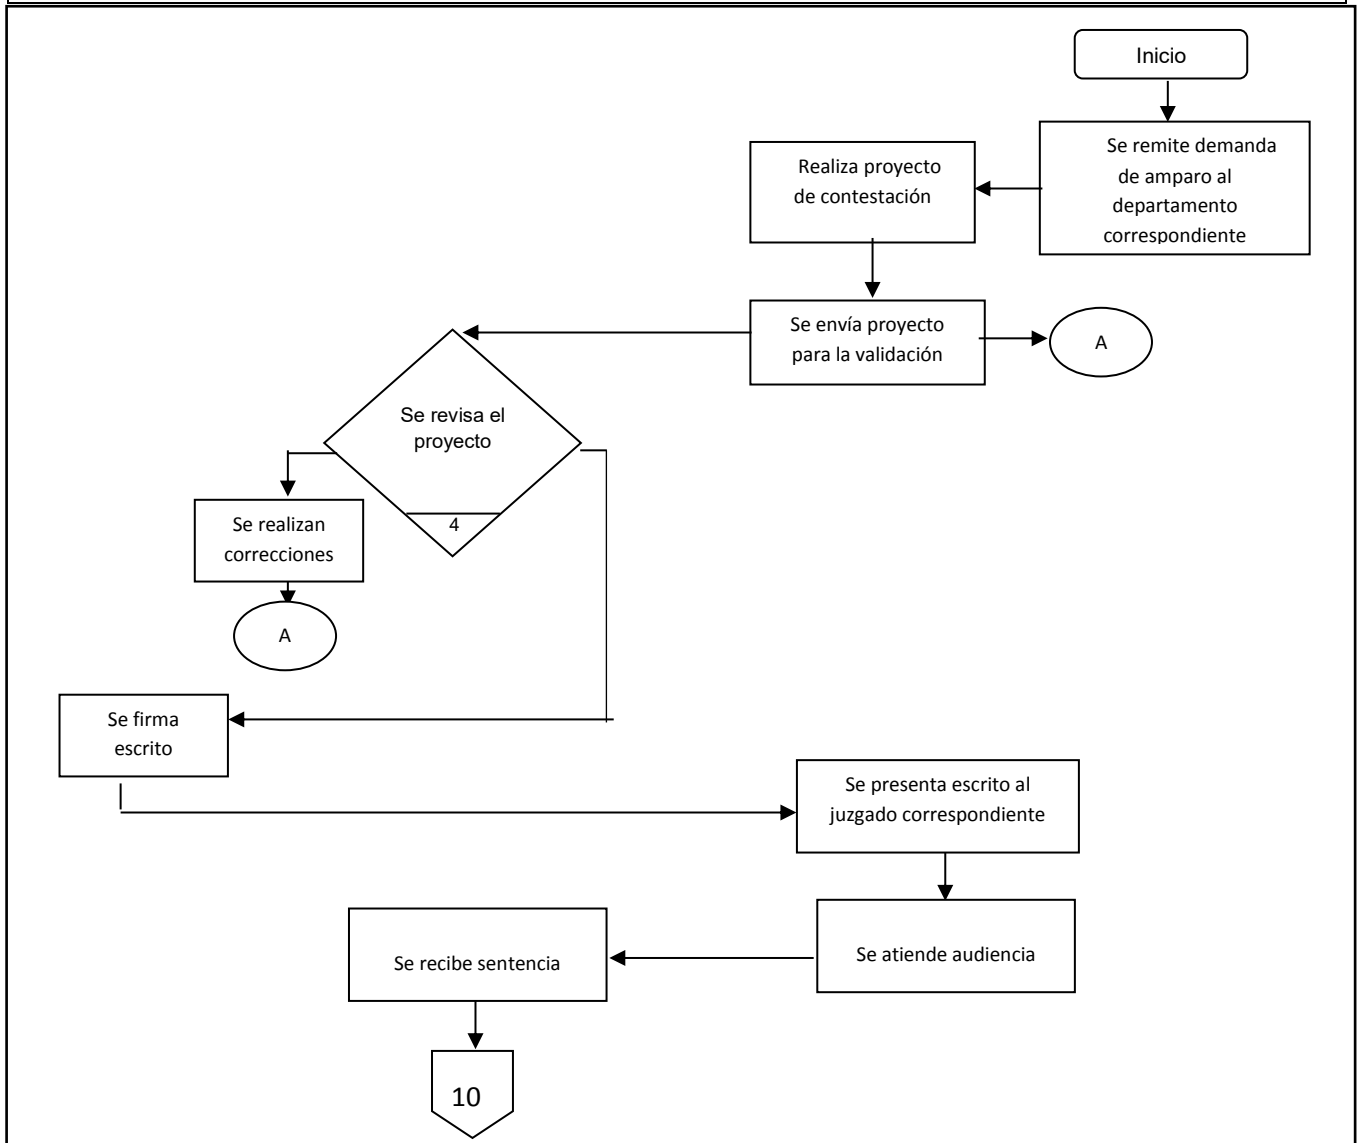 Inicio
Se remite demanda
de amparo al
departamento
correspondiente
Realiza proyecto
de contestación
Se envía proyecto
para la validación
A
Se revisa el
proyecto
4
Se realizan
correcciones
A
Se firma
escrito
Se presenta escrito al
juzgado correspondiente
Se atiende audiencia
Se recibe sentencia
10